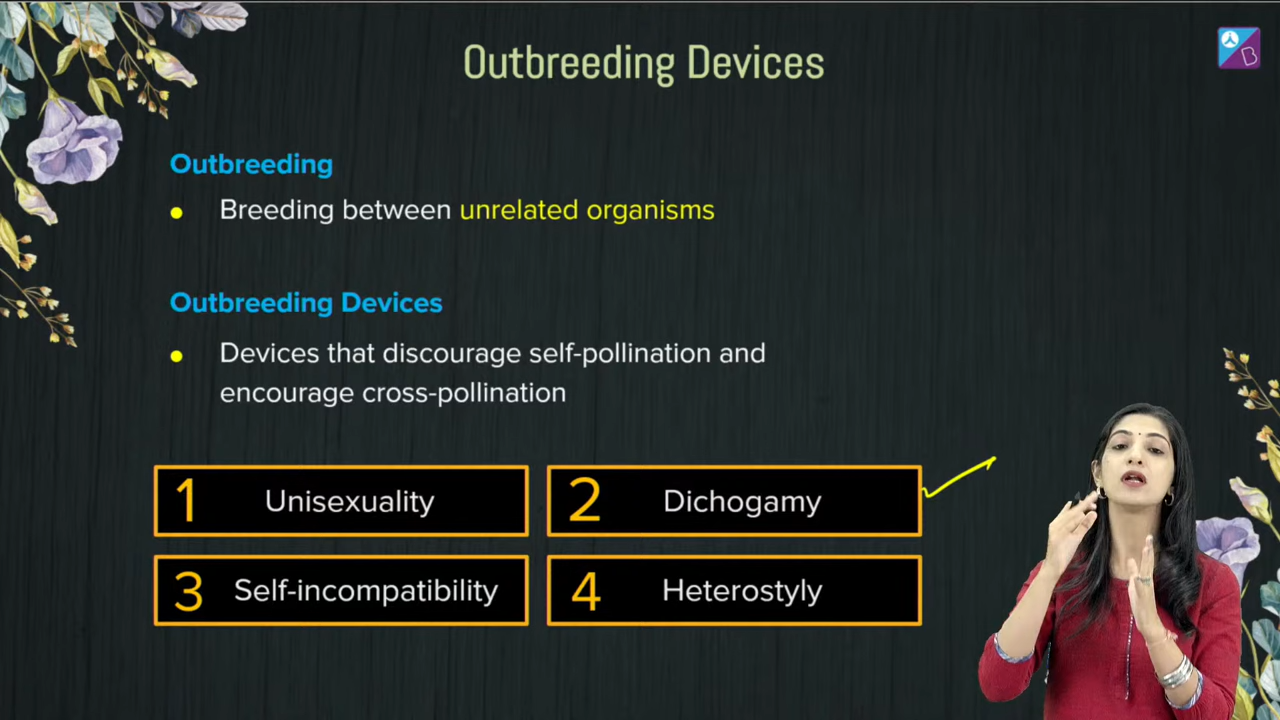 Outbreeding Devices
B
Outbreeding
• Breeding between unrelated organisms
Outbreeding Devices
• Devices that discourage self-pollination and
encourage cross-pollination
1 Unisexuality
2 Dichogamy
3 Self-incompatibility
4 Heterostyly